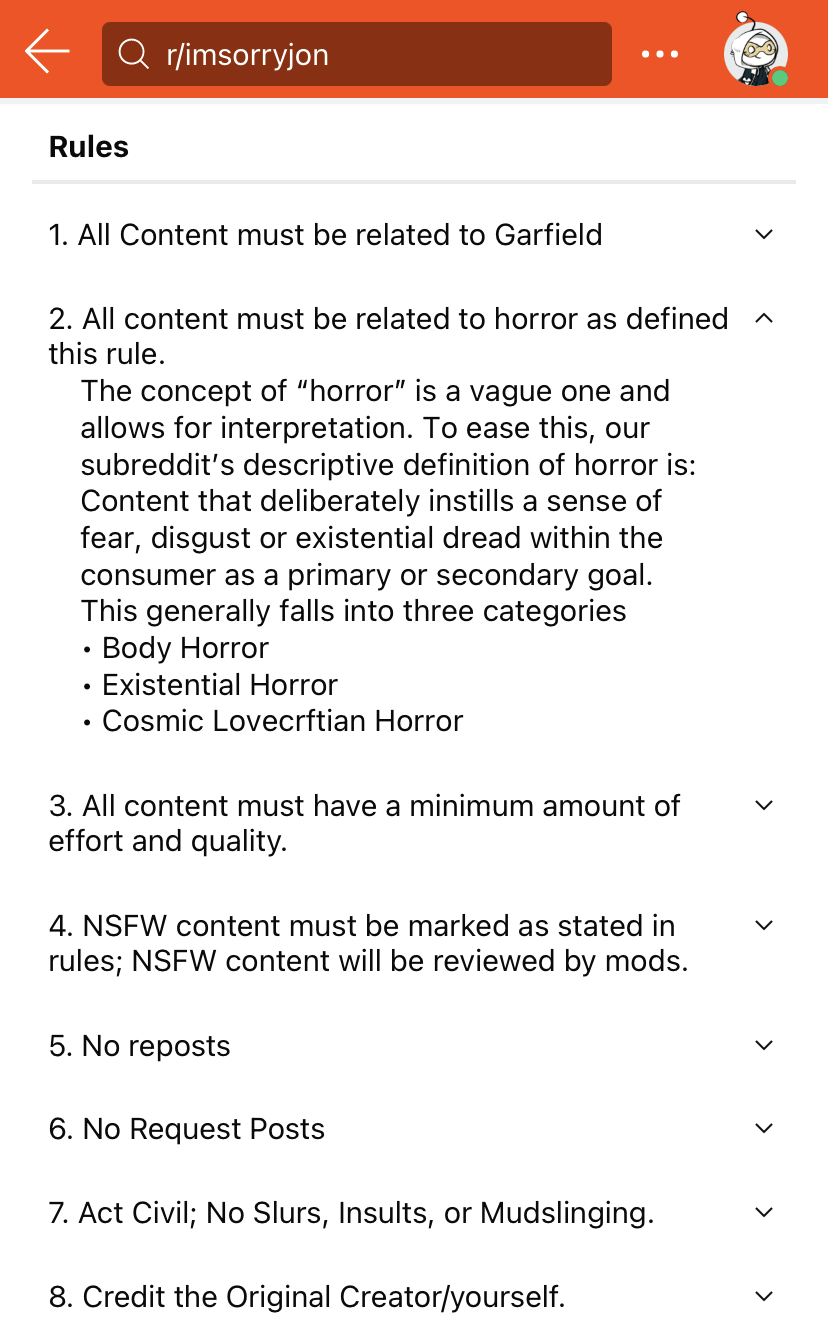 r/imsorryjon
Rules
1. All Content must be related to Garfield
2. All content must be related to horror as defined
this rule.
The concept of “horror” is a vague one and
allows for interpretation. To ease this, our
subreddit’s descriptive definition of horror is:
Content that deliberately instills a sense of
fear, disgust or existential dread within the
consumer as a primary or secondary goal.
This generally falls into three categories
• Body Horror
• Existential Horror
• Cosmic Lovecrftian Horror
3. All content must have a minimum amount of
effort and quality.
4. NSFW content must be marked as stated in
rules; NSFW content will be reviewed by mods.
5. No reposts
6. No Request Posts
7. Act Civil; No Slurs, Insults, or Mudslinging.
8. Credit the Original Creator/yourself.